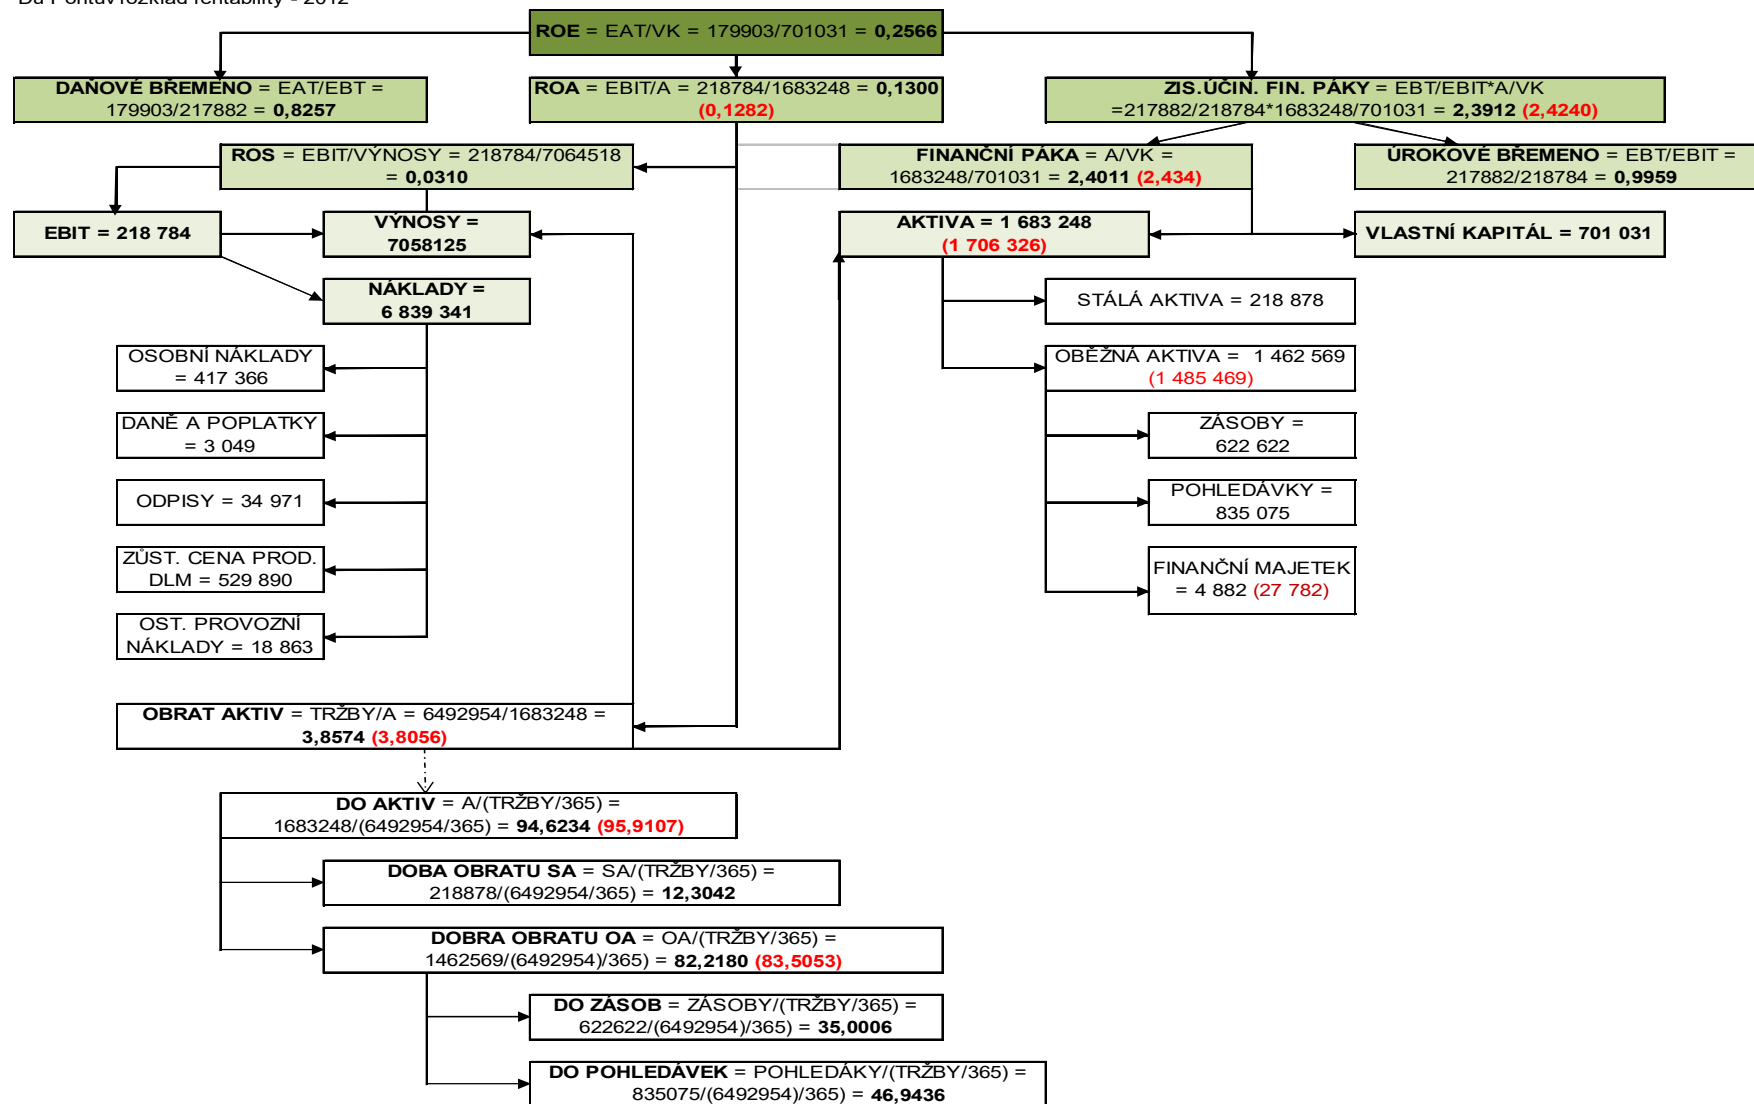 Du Pontův rozklad rentability - 2012
ROE = EAT/VK = 179903/701031 = 0,2566
DAŇOVÉ BŘEMENO = EAT/EBT =
179903/217882 = 0,8257
ROA = EBIT/A = 218784/1683248 = 0,1300
(0,1282)
ZIS.ÚČIN. FIN. PÁKY = EBT/EBIT*A/VK
=217882/218784*1683248/701031 = 2,3912 (2,4240)
ROS = EBIT/VÝNOSY = 218784/7064518
= 0,0310
FINANČNÍ PÁKA = A/VK =
1683248/701031 = 2,4011 (2,434)
ÚROKOVÉ BŘEMENO = EBT/EBIT =
217882/218784 = 0,9959
EBIT = 218 784
VÝNOSY =
7058125
AKTIVA = 1 683 248
(1 706 326)
VLASTNÍ KAPITÁL = 701 031
NÁKLADY =
6 839 341
STÁLÁ AKTIVA = 218 878
OSOBNÍ NÁKLADY
= 417 366
OBĚŽNÁ AKTIVA =  1 462 569
(1 485 469)
DANĚ A POPLATKY
= 3 049
ZÁSOBY =
622 622
ODPISY = 34 971
POHLEDÁVKY =
835 075
ZŮST. CENA PROD.
DLM = 529 890
FINANČNÍ MAJETEK
= 4 882 (27 782)
OST. PROVOZNÍ
NÁKLADY = 18 863
OBRAT AKTIV = TRŽBY/A = 6492954/1683248 =
3,8574 (3,8056)
DO AKTIV = A/(TRŽBY/365) =
1683248/(6492954/365) = 94,6234 (95,9107)
DOBA OBRATU SA = SA/(TRŽBY/365) =
218878/(6492954/365) = 12,3042
DOBRA OBRATU OA = OA/(TRŽBY/365) =
1462569/(6492954)/365) = 82,2180 (83,5053)
DO ZÁSOB = ZÁSOBY/(TRŽBY/365) =
622622/(6492954)/365) = 35,0006
DO POHLEDÁVEK = POHLEDÁKY/(TRŽBY/365) =
835075/(6492954)/365) = 46,9436